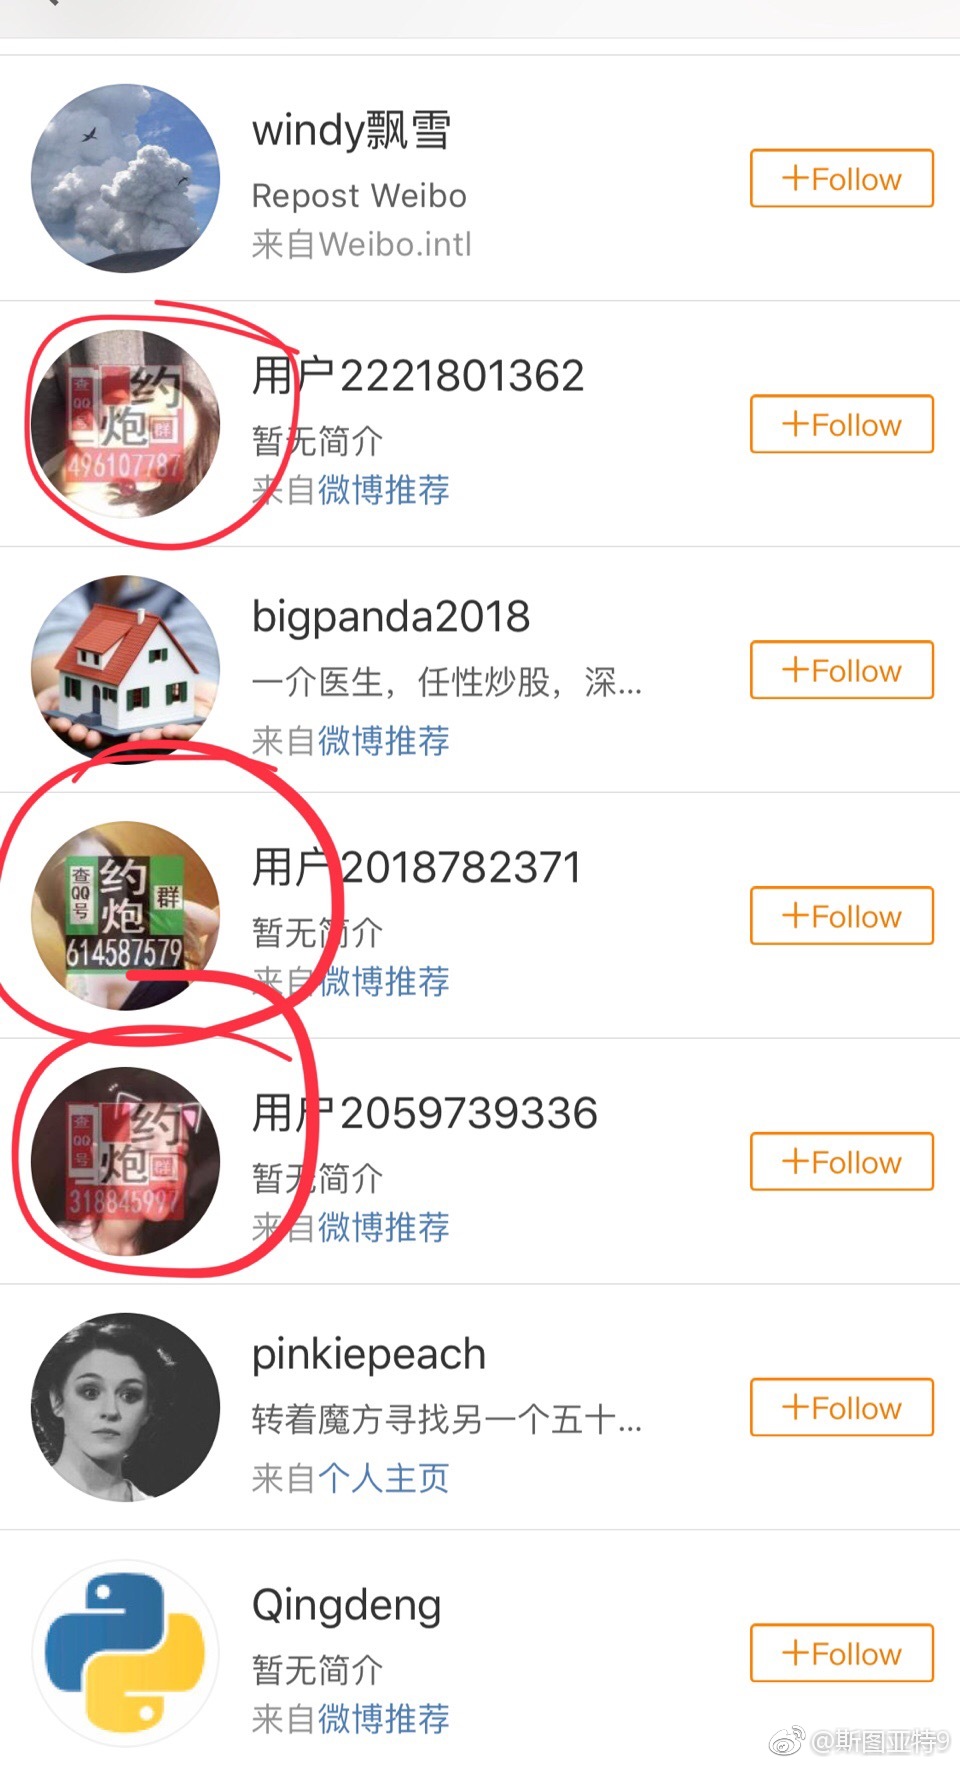 windy飘雪
Repost Weibo
来自Weibo.intl
+Follow
查QQ号
约炮群
496107787
用户2221801362
暂无简介
来自微博推荐
+Follow
bigpanda2018
一介医生，任性炒股，深...
来自微博推荐
+Follow
查QQ号
约炮群
614587579
用户2018782371
暂无简介
来自微博推荐
+Follow
查QQ号
约炮群
318845997
用户2059739336
暂无简介
来自微博推荐
+Follow
pinkiepeach
转着魔方寻找另一个五十...
来自个人主页
+Follow
Qingdeng
暂无简介
来自微博推荐
+Follow
@斯图亚特9